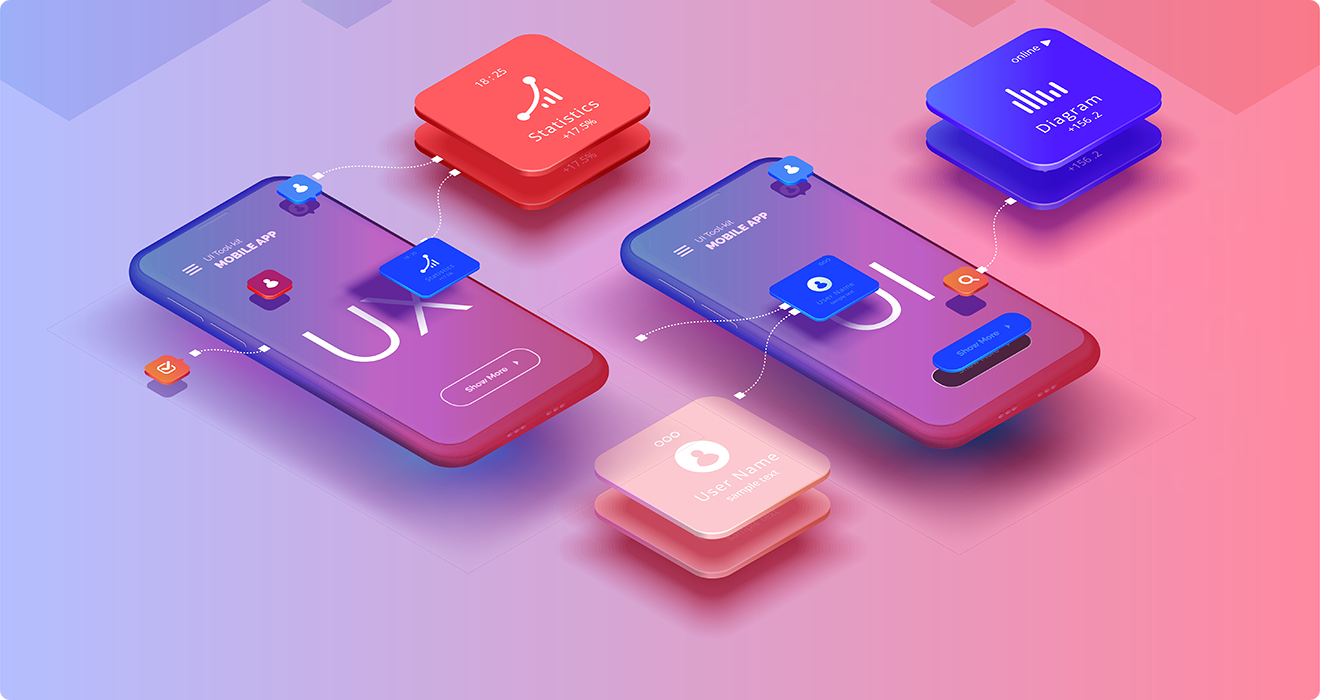 18:25
Statistics
+17.5%
+17.5%
online
Diagram
+156.2
+156.2
UI Tool-kit
MOBILE APP
UX
Statistics
Show More
UI Tool-kit
MOBILE APP
User Name
sample text
UI
Show More
User Name
sample text